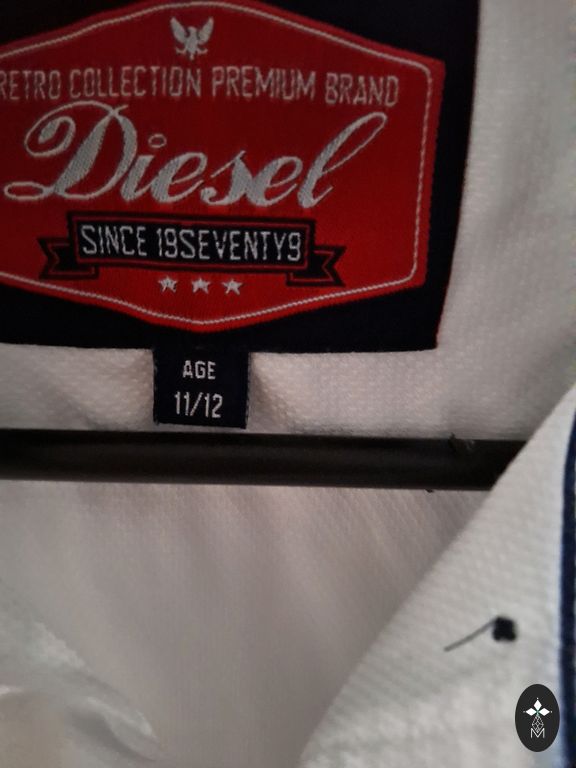 RETRO COLLECTION PREMIUM BRAND
Diesel
SINCE 19SEVENTY9
AGE
11/12
M